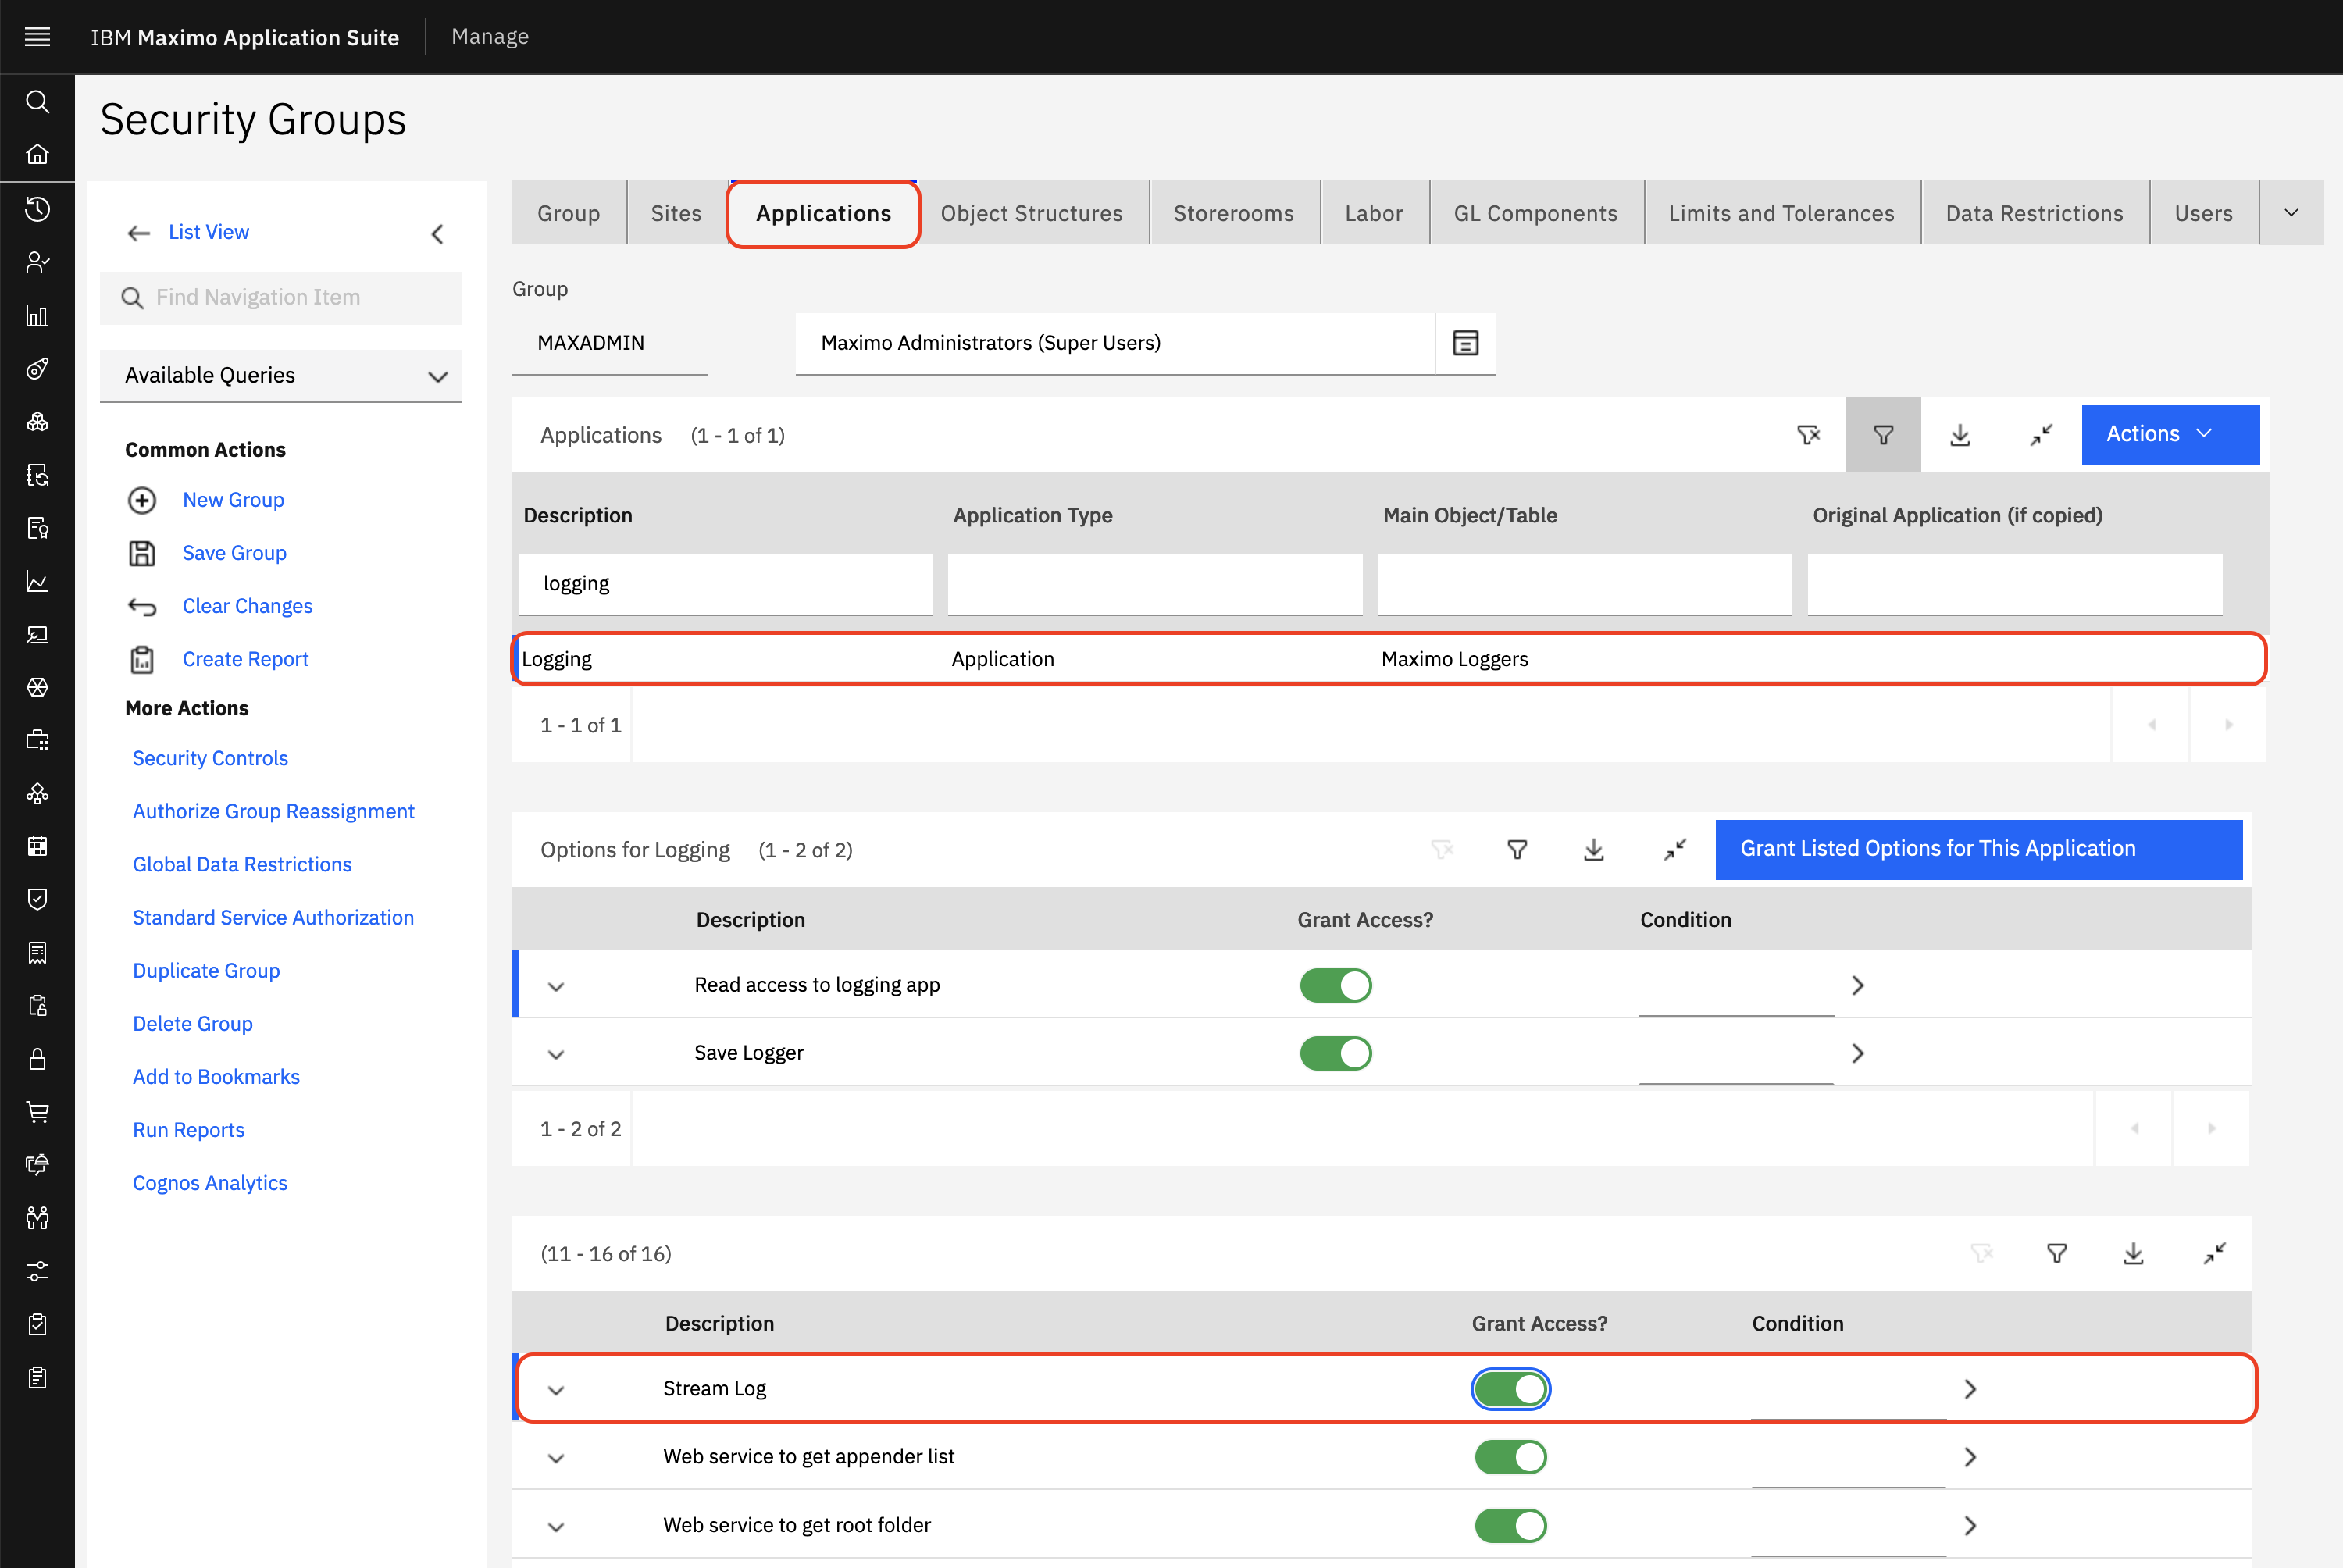 IBM Maximo Application Suite
Manage
Security Groups
List View
Find Navigation Item
Available Queries
Common Actions
New Group
Save Group
Clear Changes
Create Report
More Actions
Security Controls
Authorize Group Reassignment
Global Data Restrictions
Standard Service Authorization
Duplicate Group
Delete Group
Add to Bookmarks
Run Reports
Cognos Analytics
Group Sites Applications Object Structures Storerooms Labor GL Components Limits and Tolerances Data Restrictions Users
Group
MAXADMIN Maximo Administrators (Super Users)
Applications (1 - 1 of 1) Actions
Description Application Type Main Object/Table Original Application (if copied)
logging
Logging Application Maximo Loggers
1 - 1 of 1
Options for Logging (1 - 2 of 2) Grant Listed Options for This Application
Description Grant Access? Condition
Read access to logging app
Save Logger
1 - 2 of 2
(11 - 16 of 16)
Description Grant Access? Condition
Stream Log
Web service to get appender list
Web service to get root folder